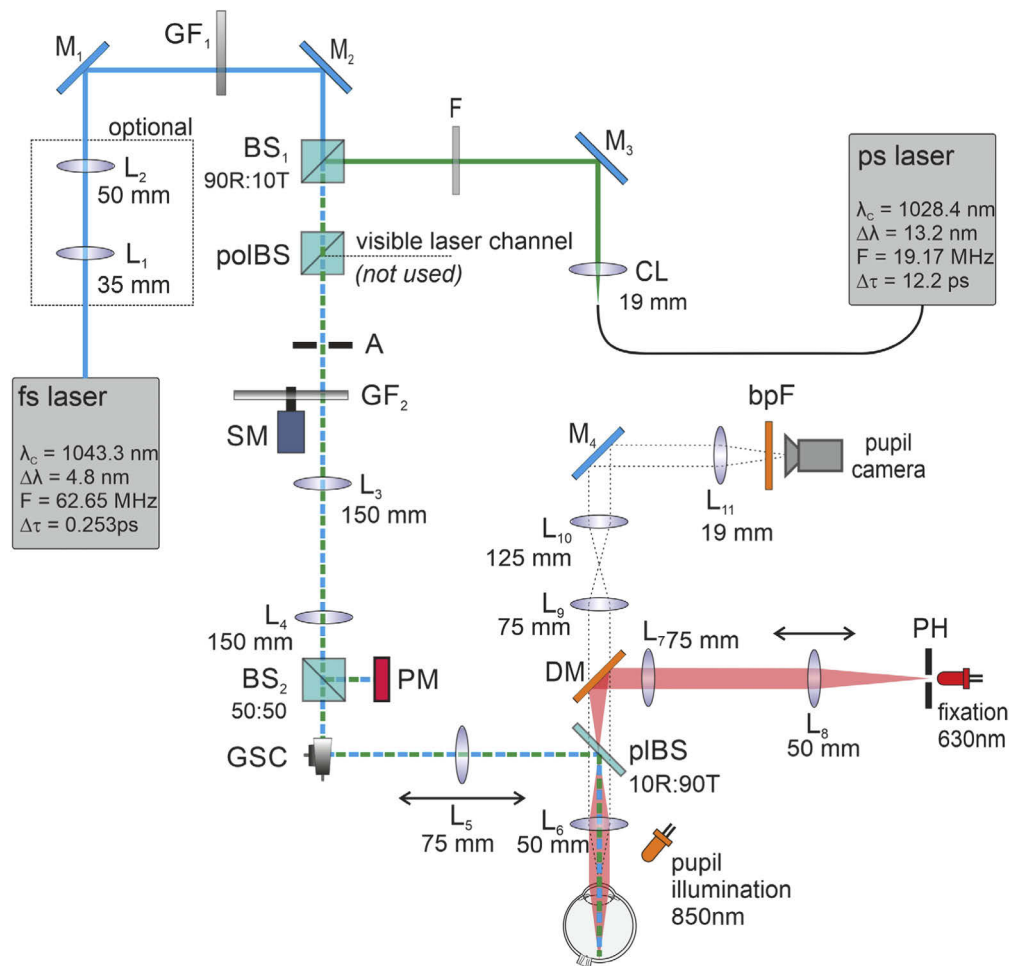 M₁
GF₁
M₂
optional
L₂
50 mm
L₁
35 mm
BS₁
90R:10T
F
M₃
ps laser
λc = 1028.4 nm
Δλ = 13.2 nm
F = 19.17 MHz
Δτ = 12.2 ps
polBS
visible laser channel
(not used)
CL
19 mm
A
GF₂
SM
fs laser
λc = 1043.3 nm
Δλ = 4.8 nm
F = 62.65 MHz
Δτ = 0.253ps
L₃
150 mm
M₄
bpF
pupil
camera
L₁₁
19 mm
L₁₀
125 mm
L₉
75 mm
L₄
150 mm
BS₂
50:50
PM
DM
L₇ 75 mm
L₈
50 mm
PH
fixation
630nm
GSC
L₅
75 mm
plBS
10R:90T
L₆
50 mm
pupil
illumination
850nm